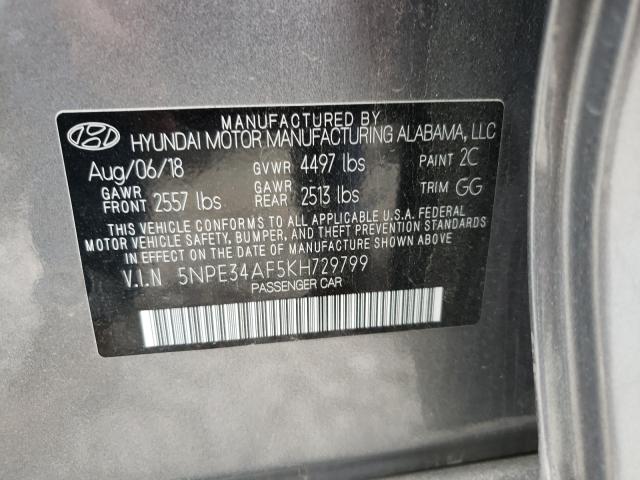 MANUFACTURED BY
HYUNDAI MOTOR MANUFACTURING ALABAMA, LLC
Aug/06/18 GVWR 4497 lbs PAINT 2C
GAWR FRONT 2557 lbs GAWR REAR 2513 lbs TRIM GG
THIS VEHICLE CONFORMS TO ALL APPLICABLE U.S.A. FEDERAL
MOTOR VEHICLE SAFETY, BUMPER, AND THEFT PREVENTION STANDARDS
IN EFFECT ON THE DATE OF MANUFACTURE SHOWN ABOVE.
V.I.N 5NPE34AF5KH729799
PASSENGER CAR